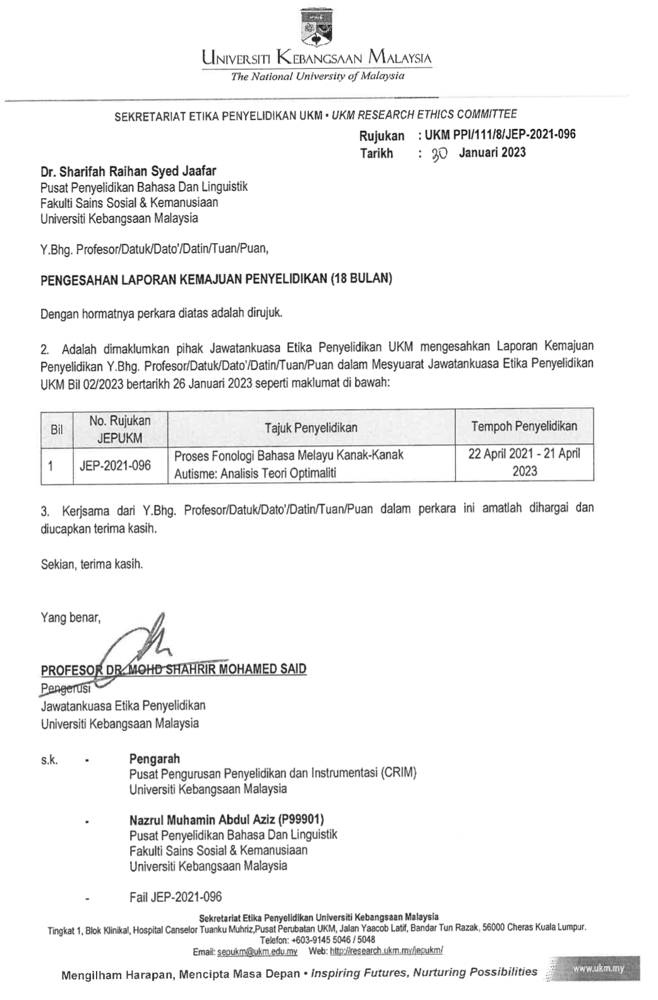 UNIVERSITI KEBANGSAAN MALAYSIA
The National University of Malaysia
SEKRETARIAT ETIKA PENYELIDIKAN UKM • UKM RESEARCH ETHICS COMMITTEE
Rujukan : UKM PPI/111/8/JEP-2021-096
Tarikh : 30 Januari 2023
Dr. Sharifah Raihan Syed Jaafar
Pusat Penyelidikan Bahasa Dan Linguistik
Fakulti Sains Sosial & Kemanusiaan
Universiti Kebangsaan Malaysia
Y.Bhg. Profesor/Datuk/Dato'/Datin/Tuan/Puan,
PENGESAHAN LAPORAN KEMAJUAN PENYELIDIKAN (18 BULAN)
Dengan hormatnya perkara diatas adalah dirujuk.
2. Adalah dimaklumkan pihak Jawatankuasa Etika Penyelidikan UKM mengesahkan Laporan Kemajuan
Penyelidikan Y.Bhg. Profesor/Datuk/Dato'/Datin/Tuan/Puan dalam Mesyuarat Jawatankuasa Etika Penyelidikan
UKM Bil 02/2023 bertarikh 26 Januari 2023 seperti maklumat di bawah:
Bil
No. Rujukan
JEPUKM
Tajuk Penyelidikan
Tempoh Penyelidikan
1
JEP-2021-096
Proses Fonologi Bahasa Melayu Kanak-Kanak
Autisme: Analisis Teori Optimaliti
22 April 2021 - 21 April
2023
3. Kerjsama dari Y.Bhg. Profesor/Datuk/Dato'/Datin/Tuan/Puan dalam perkara ini amatlah dihargai dan
diucapkan terima kasih.
Sekian, terima kasih.
Yang benar,
PROFESOR DR. MOHD SHAHRIR MOHAMED SAID
Pengerusi
Jawatankuasa Etika Penyelidikan
Universiti Kebangsaan Malaysia
s.k. - Pengarah
Pusat Pengurusan Penyelidikan dan Instrumentasi (CRIM)
Universiti Kebangsaan Malaysia
- Nazrul Muhamin Abdul Aziz (P99901)
Pusat Penyelidikan Bahasa Dan Linguistik
Fakulti Sains Sosial & Kemanusiaan
Universiti Kebangsaan Malaysia
- Fail JEP-2021-096
Sekretariat Etika Penyelidikan Universiti Kebangsaan Malaysia
Tingkat 1, Blok Klinikal, Hospital Canselor Tuanku Muhriz,Pusat Perubatan UKM, Jalan Yaacob Latif, Bandar Tun Razak, 56000 Cheras Kuala Lumpur.
Telefon: +603-9145 5046 / 5048
Email: sepukm@ukm.edu.my Web: http://research.ukm.my/jepukm/
Mengilham Harapan, Mencipta Masa Depan • Inspiring Futures, Nurturing Possibilities
www.ukm.my